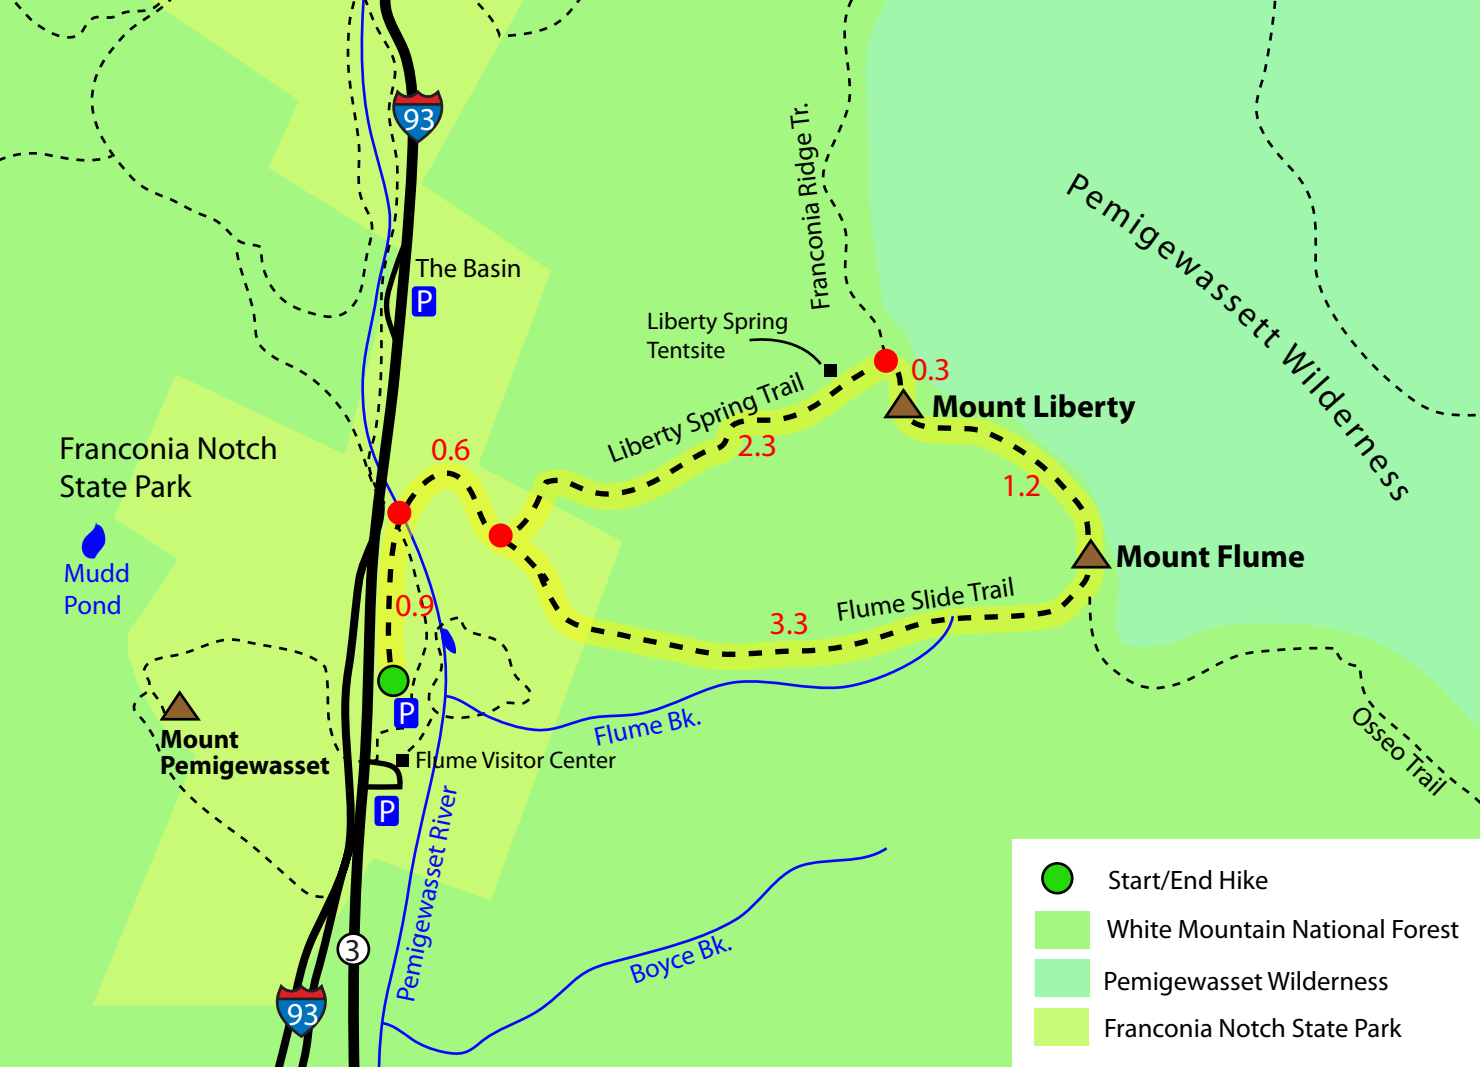 93
The Basin
P
Franconia Ridge Tr.
Pemigewassett Wilderness
Liberty Spring
Tentsite
0.3
Mount Liberty
Liberty Spring Trail
2.3
0.6
Franconia Notch
State Park
1.2
Mudd
Pond
Mount Flume
0.9
3.3
Flume Slide Trail
P
Flume Bk.
Mount
Pemigewasset
Flume Visitor Center
P
Osseo Trail
Pemigewasset River
Boyce Bk.
3
93
Start/End Hike
White Mountain National Forest
Pemigewasset Wilderness
Franconia Notch State Park